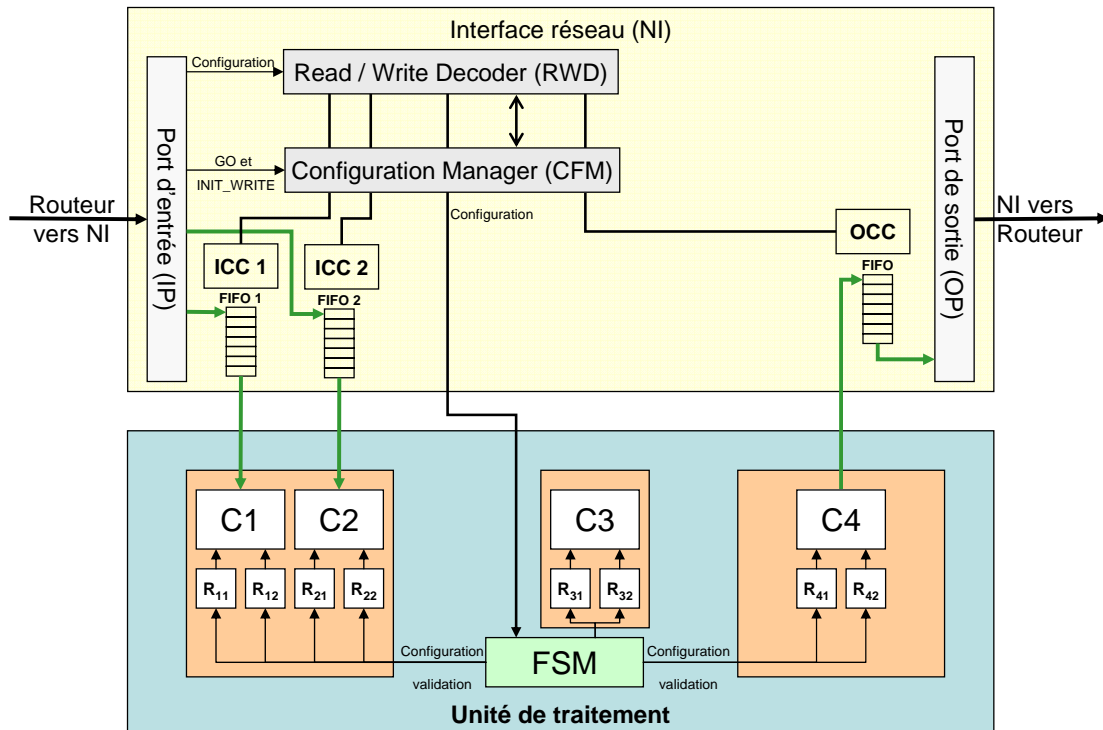 Interface réseau (NI)
Configuration
Read / Write Decoder (RWD)
Port d'entrée (IP)
Port de sortie (OP)
GO et
INIT_WRITE
Configuration Manager (CFM)
Configuration
Routeur
vers NI
NI vers
Routeur
ICC 1
ICC 2
OCC
FIFO 1
FIFO 2
FIFO
C1
C2
C3
C4
R11
R12
R21
R22
R31
R32
R41
R42
Configuration
validation
FSM
Configuration
validation
Unité de traitement